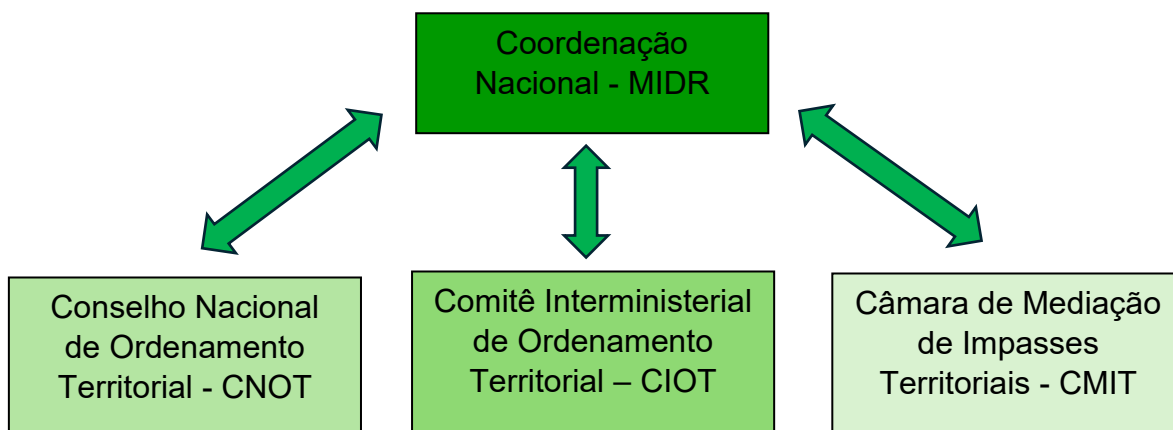 Coordenação
Nacional - MIDR
Conselho Nacional
de Ordenamento
Territorial - CNOT
Comitê Interministerial
de Ordenamento
Territorial – CIOT
Câmara de Mediação
de Impasses
Territoriais - CMIT